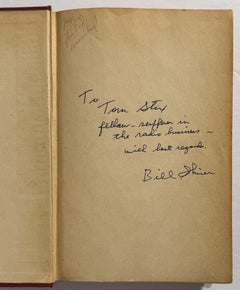 To Tom Stix
fellow-sufferer in
the radio business -
with best regards.
Bill Shirer